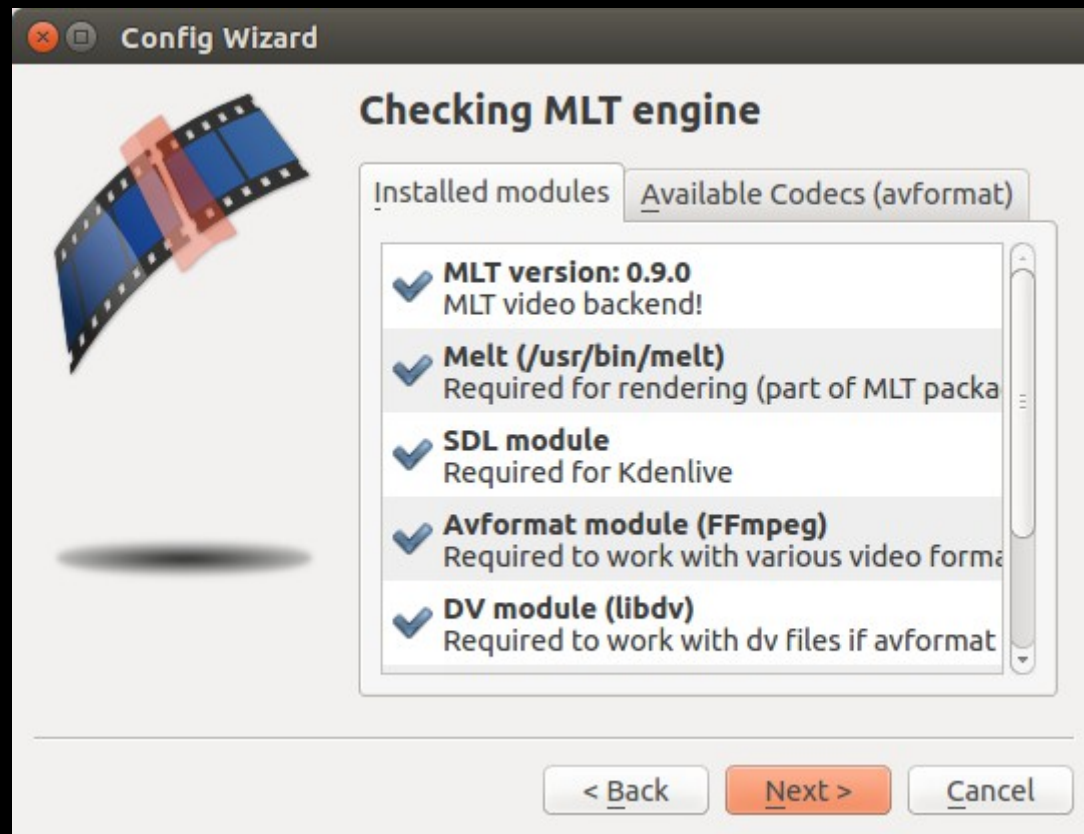 Config Wizard
Checking MLT engine
Installed modules
Available Codecs (avformat)
MLT version: 0.9.0
MLT video backend!
Melt (/usr/bin/melt)
Required for rendering (part of MLT packa
SDL module
Required for Kdenlive
Avformat module (FFmpeg)
Required to work with various video forma
DV module (libdv)
Required to work with dv files if avformat
< Back
Next >
Cancel